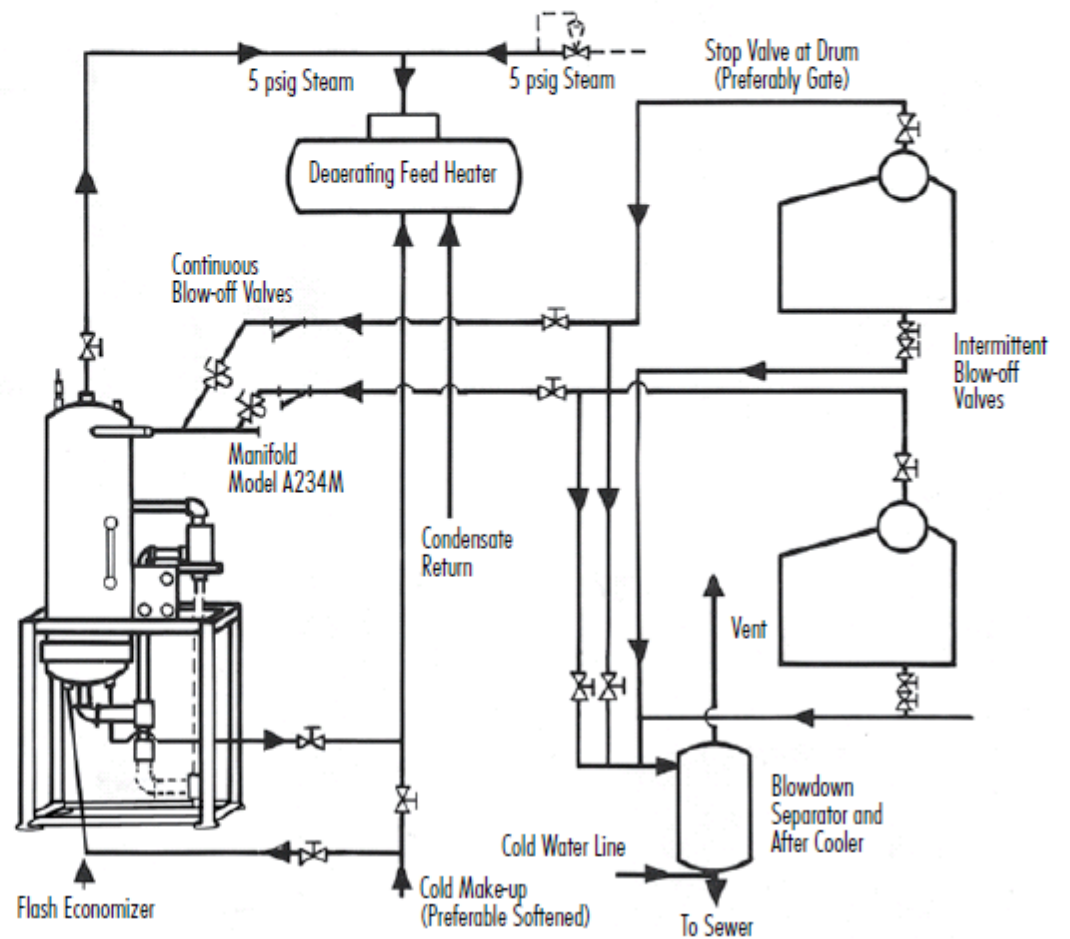 5 psig Steam
5 psig Steam
Stop Valve at Drum
(Preferably Gate)
Deaerating Feed Heater
Continuous
Blow-off Valves
Intermittent
Blow-off
Valves
Manifold
Model A234M
Condensate
Return
Vent
Blowdown
Separator and
After Cooler
Cold Water Line
Cold Make-up
(Preferable Softened)
Flash Economizer
To Sewer